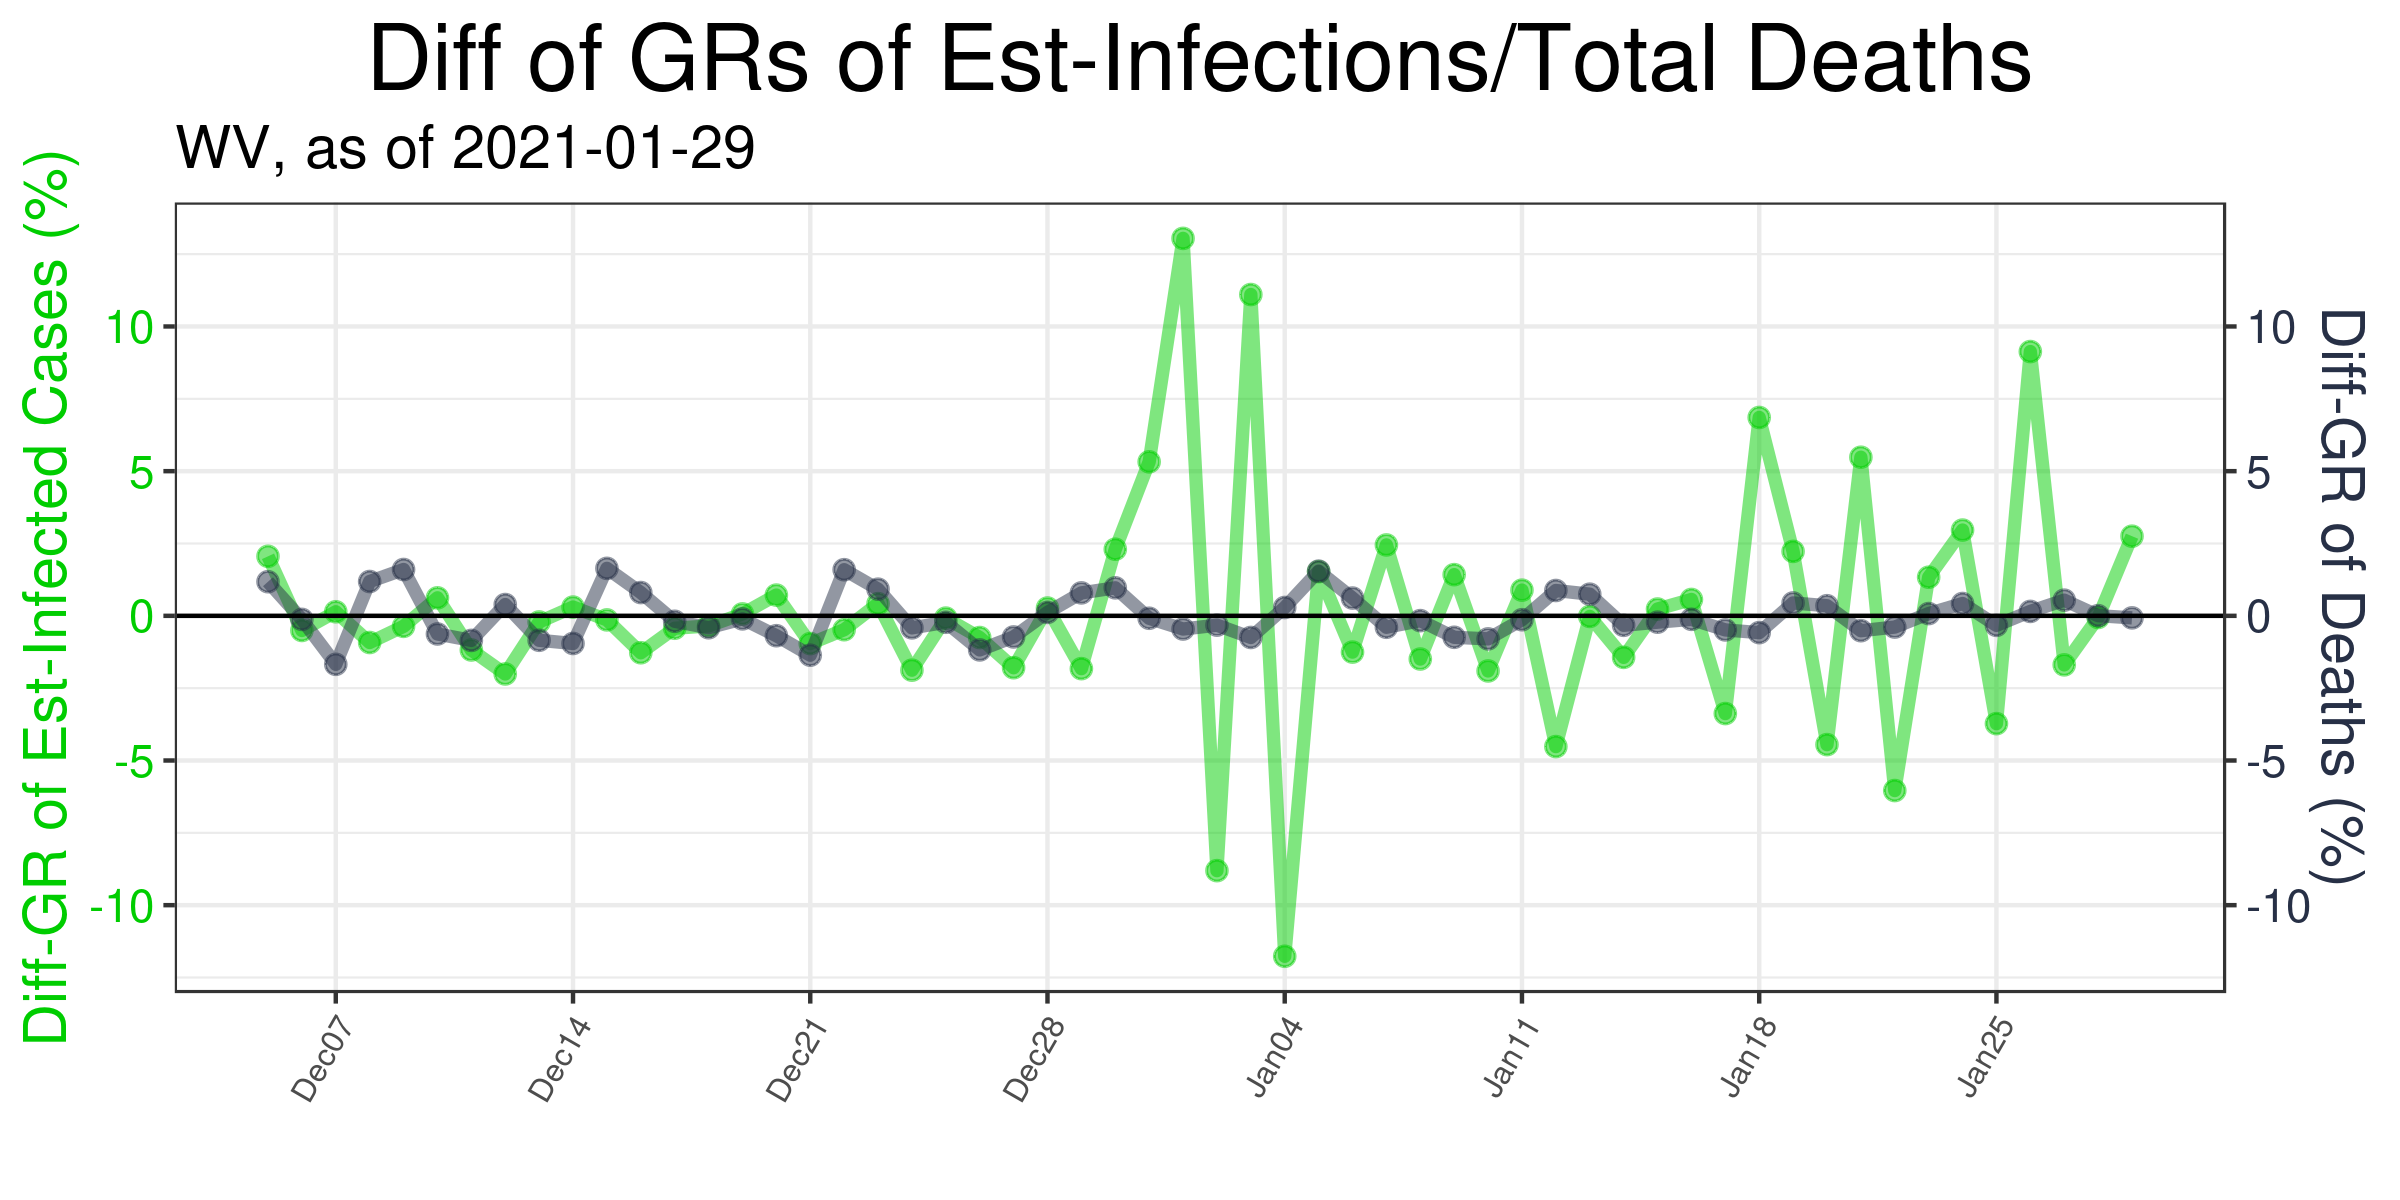 Diff of GRs of Est-Infections/Total Deaths
WV, as of 2021-01-29
Diff-GR of Est-Infected Cases (%)
10
5
0
-5
-10
10
5
0
-5
-10
Diff-GR of Deaths (%)
Dec07
Dec14
Dec21
Dec28
Jan04
Jan11
Jan18
Jan25